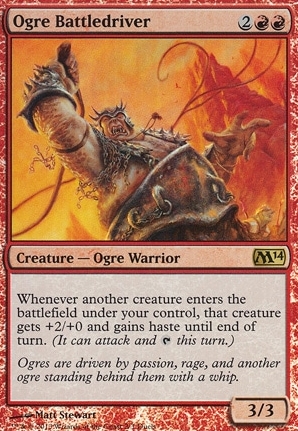 Ogre Battledriver 2
Creature — Ogre Warrior M14
Whenever another creature enters the
battlefield under your control, that creature
gets +2/+0 and gains haste until end of
turn. (It can attack and this turn.)
Ogres are driven by passion, rage, and another
ogre standing behind them with a whip.
Matt Stewart
3/3